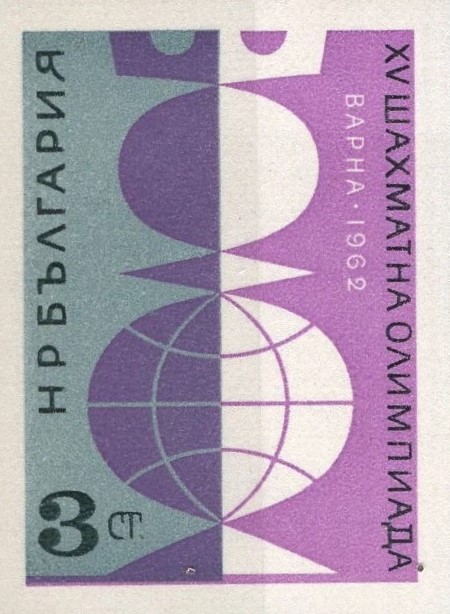 НР БЪЛГАРИЯ
XV ШАХМАТНА ОЛИМПИАДА
ВАРНА · 1962
3 СТ.